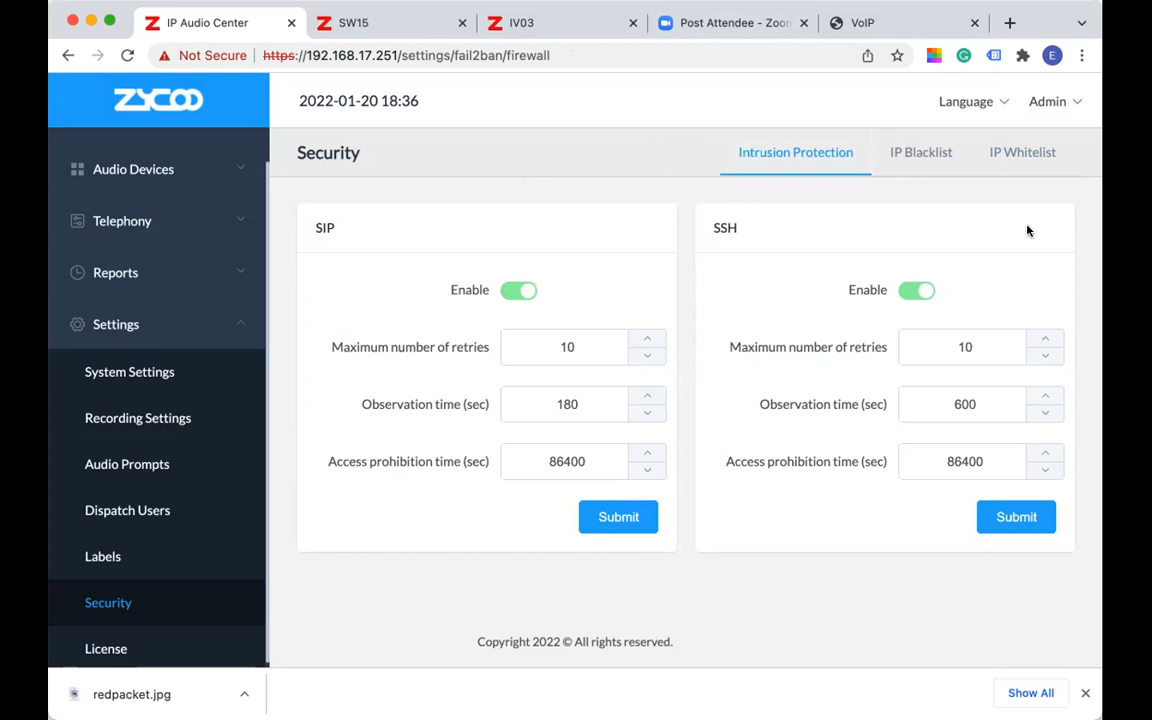 IP Audio Center
SW15
IV03
Post Attendee - Zoo
VoIP
Not Secure https://192.168.17.251/settings/fail2ban/firewall
E
ZYCOO
2022-01-20 18:36
Language
Admin
Audio Devices
Telephony
Reports
Settings
System Settings
Recording Settings
Audio Prompts
Dispatch Users
Labels
Security
License
Security
Intrusion Protection
IP Blacklist
IP Whitelist
SIP
Enable
Maximum number of retries 10
Observation time (sec) 180
Access prohibition time (sec) 86400
Submit
SSH
Enable
Maximum number of retries 10
Observation time (sec) 600
Access prohibition time (sec) 86400
Submit
Copyright 2022 © All rights reserved.
redpacket.jpg
Show All